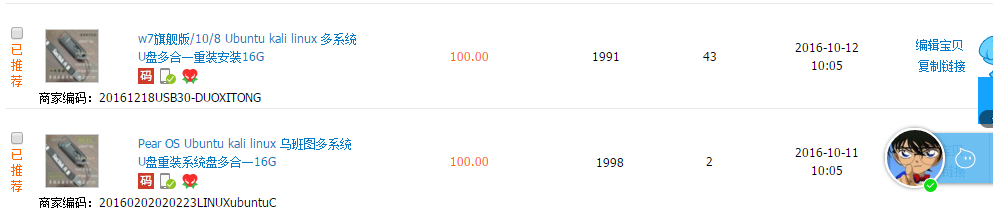 w7旗舰版/10/8 Ubuntu kali linux 多系统
U盘多合一重装安装16G
码
已推荐
100.00
1991
43
2016-10-12
10:05
编辑宝贝
复制链接
商家编码：20161218USB30-DUOXITONG
Pear OS Ubuntu kali linux 乌班图多系统
U盘重装系统盘多合一16G
码
已推荐
100.00
1998
2
2016-10-11
10:05
商家编码：20160202020223LINUXubuntuC